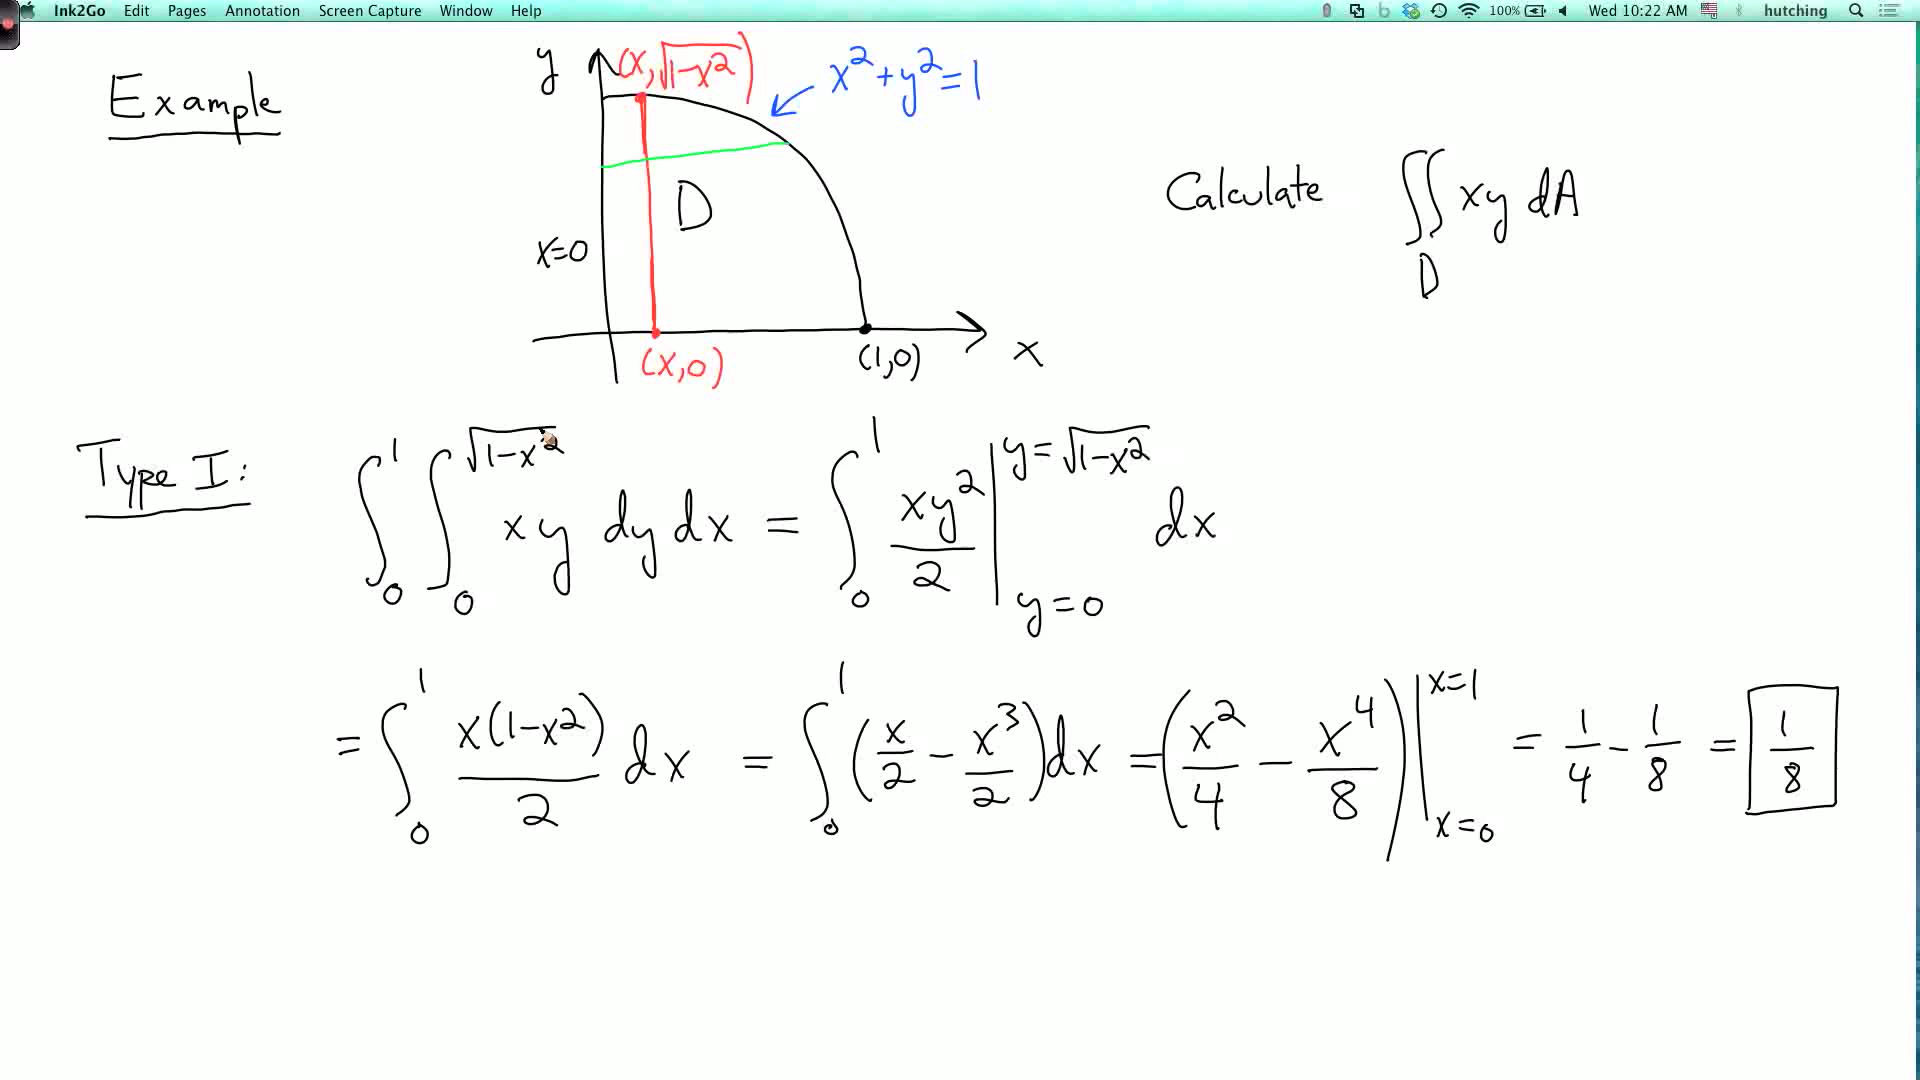 Ink2Go Edit Pages Annotation Screen Capture Window Help 100% Wed 10:22 AM hutching
Example
y
(x, √(1-x²))
x²+y²=1
D
x=0
(x,0)
(1,0)
x
Calculate ∬_D xy dA
Type I: ∫₀¹ ∫₀^√(1-x²) xy dy dx = ∫₀¹ xy²/2 |_{y=0}^{y=√(1-x²)} dx
= ∫₀¹ x(1-x²)/2 dx = ∫₀¹ (x/2 - x³/2) dx = (x²/4 - x⁴/8) |_{x=0}^{x=1} = 1/4 - 1/8 = 1/8